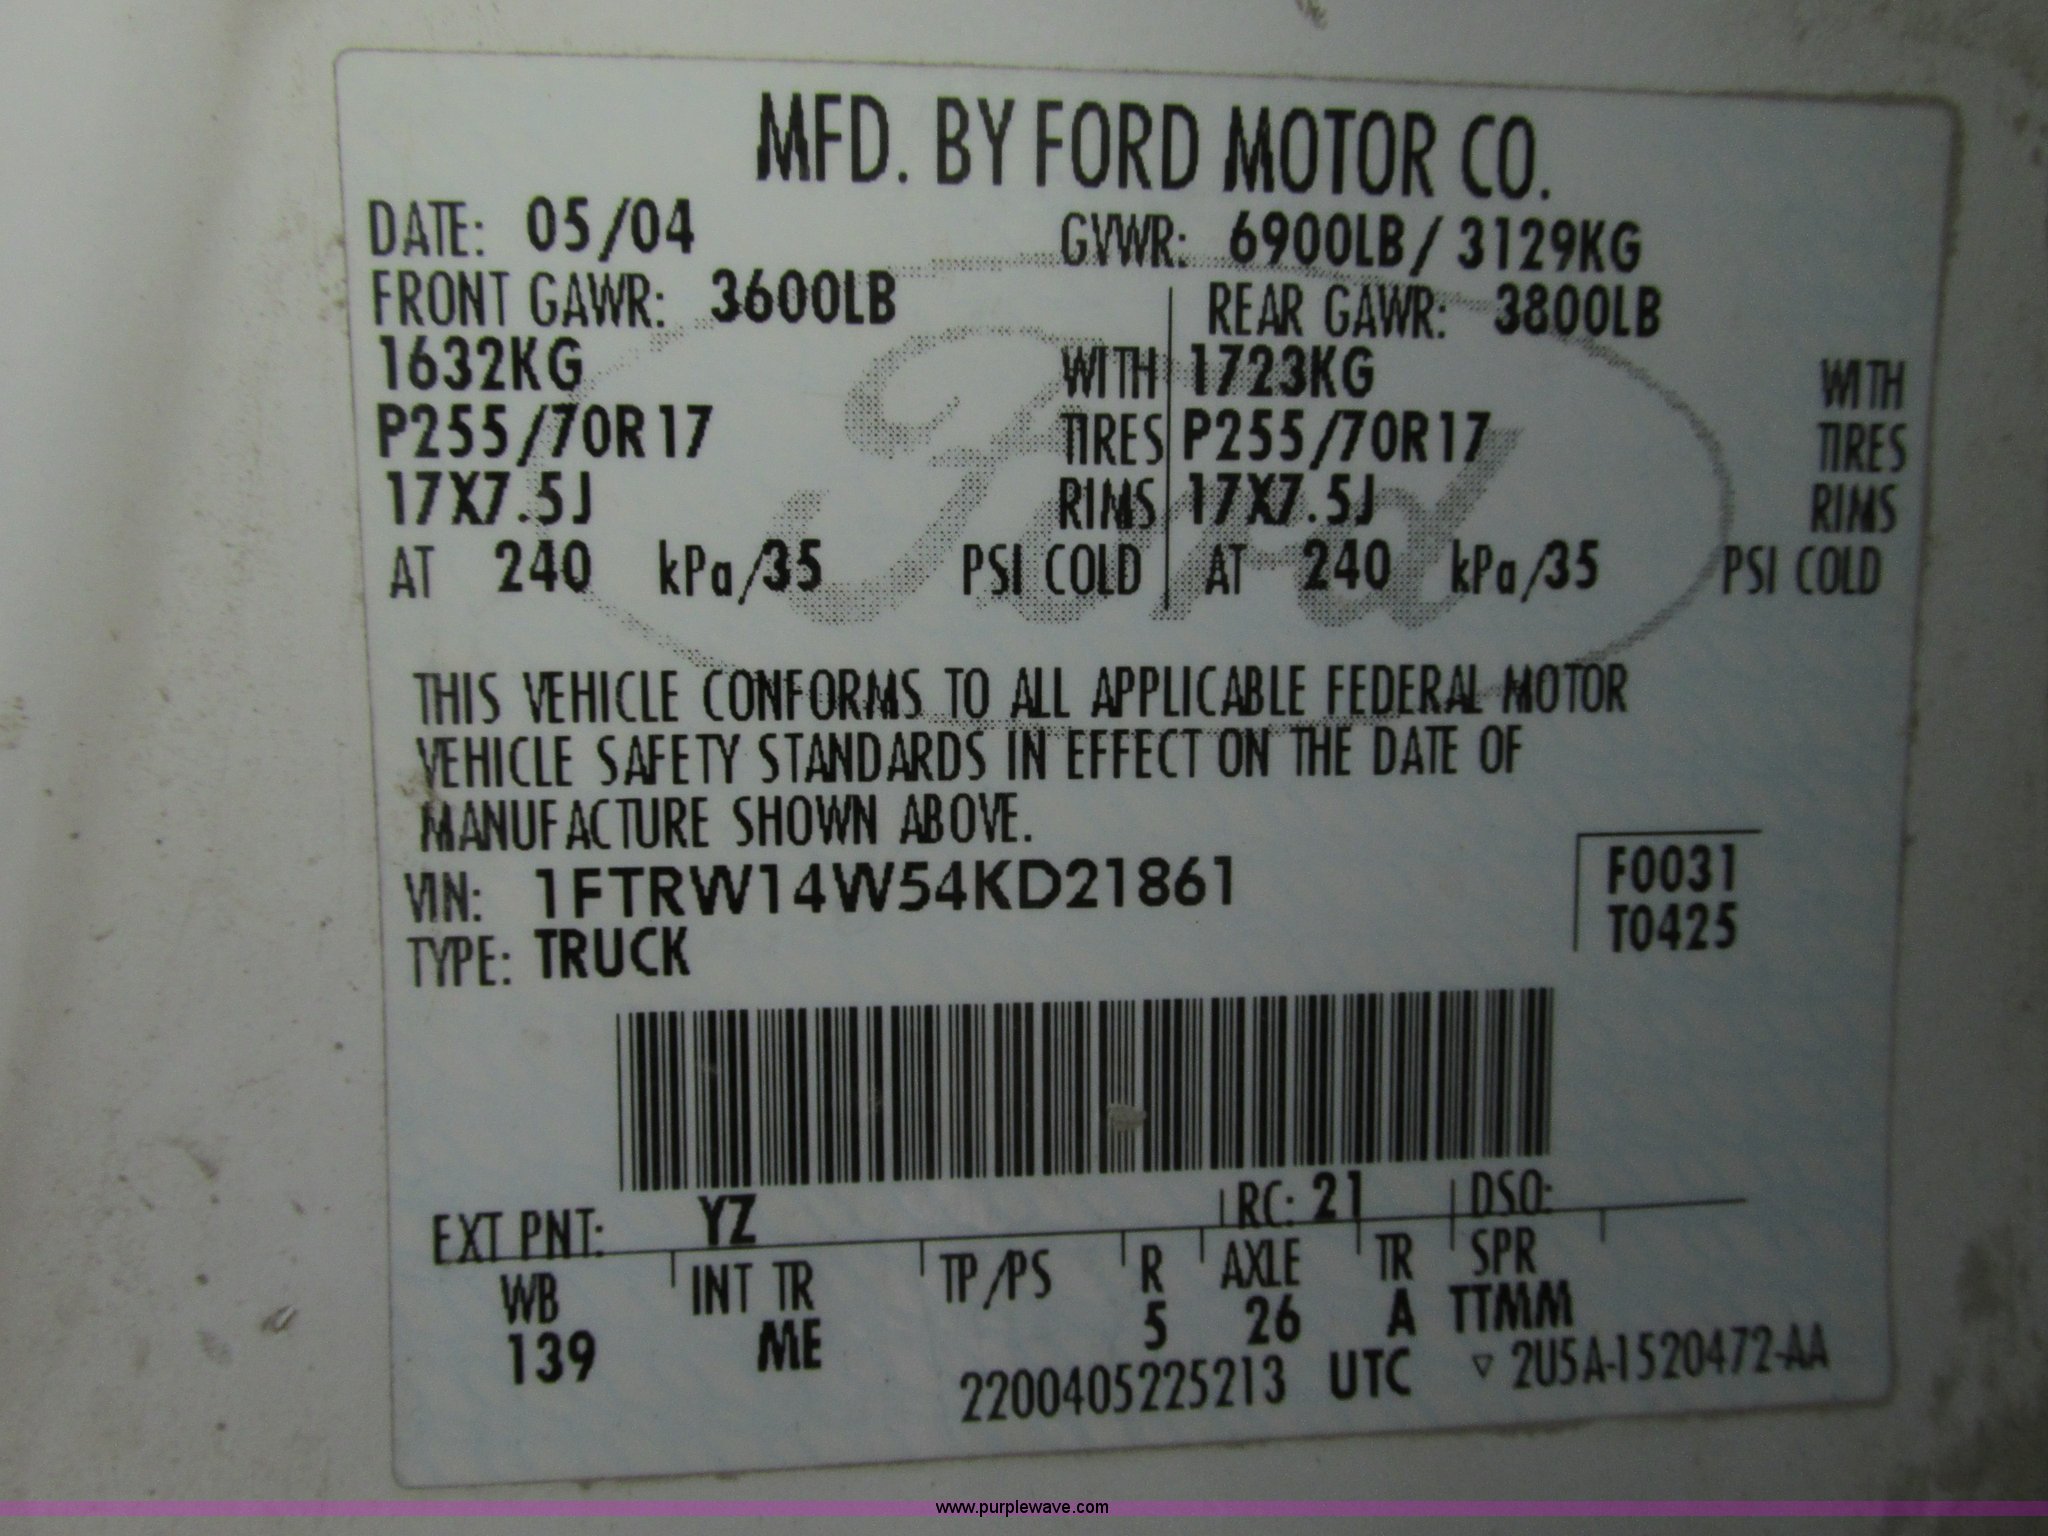 MFD. BY FORD MOTOR CO.
DATE: 05/04 GVWR: 6900LB/ 3129KG
FRONT GAWR: 3600LB REAR GAWR: 3800LB
1632KG WITH 1723KG WITH
P255/70R17 TIRES P255/70R17 TIRES
17X7.5J RIMS 17X7.5J RIMS
AT 240 kPa/35 PSI COLD AT 240 kPa/35 PSI COLD
Ford
THIS VEHICLE CONFORMS TO ALL APPLICABLE FEDERAL MOTOR
VEHICLE SAFETY STANDARDS IN EFFECT ON THE DATE OF
MANUFACTURE SHOWN ABOVE.
VIN: 1FTRW14W54KD21861 F0031
TYPE: TRUCK T0425
EXT PNT: YZ RC: 21 DSO:
WB INT TR TP/PS R AXLE TR SPR
139 ME 5 26 A TTMM
2200405225213 UTC ▽ 2U5A-1520472-AA
www.purplewave.com